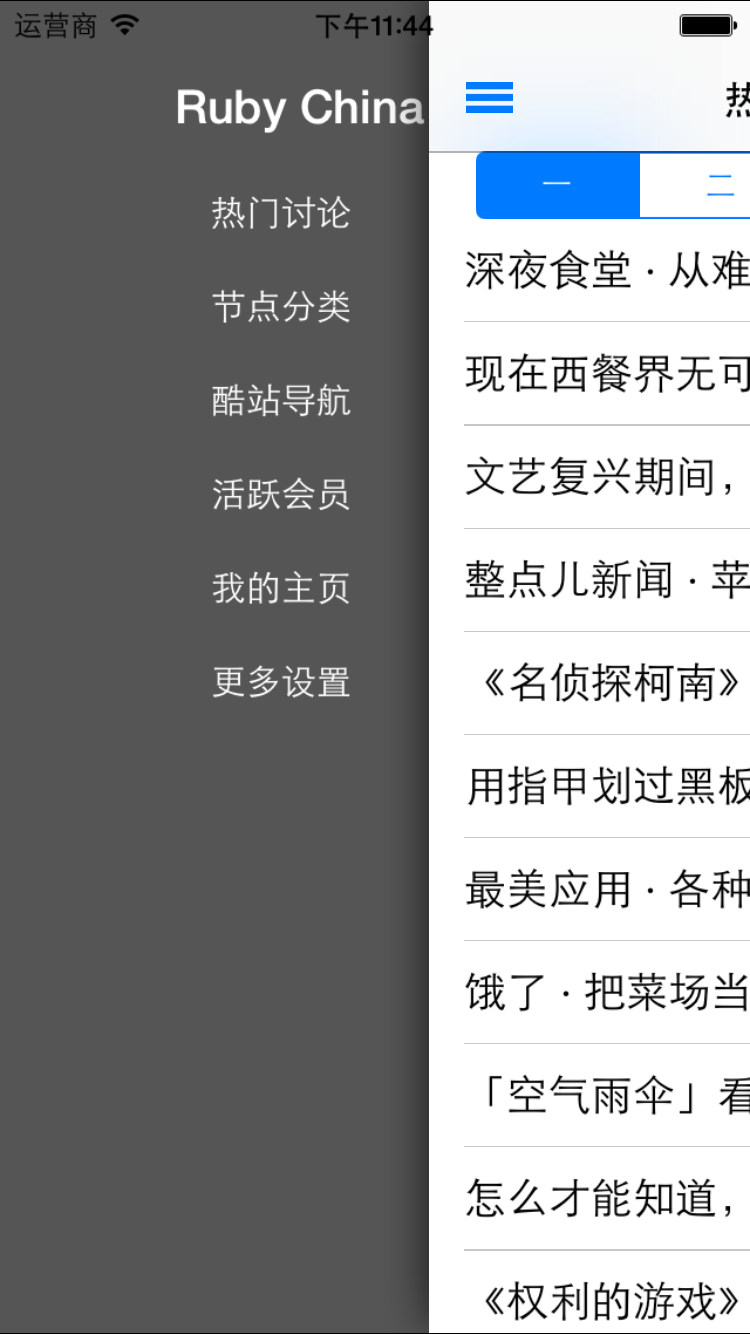 运营商
下午11:44
Ruby China
热门讨论
节点分类
酷站导航
活跃会员
我的主页
更多设置
热
一
二
深夜食堂 · 从难
现在西餐界无可
文艺复兴期间，
整点儿新闻 · 苹
《名侦探柯南》
用指甲划过黑板
最美应用 · 各种
饿了 · 把菜场当
「空气雨伞」看
怎么才能知道，
《权利的游戏》